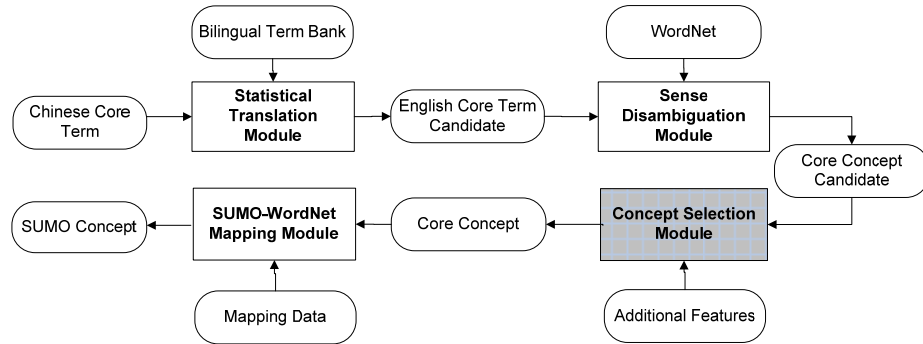 Bilingual Term Bank
WordNet
Chinese Core
Term
Statistical
Translation
Module
English Core Term
Candidate
Sense
Disambiguation
Module
Core Concept
Candidate
SUMO Concept
SUMO-WordNet
Mapping Module
Core Concept
Concept Selection
Module
Mapping Data
Additional Features